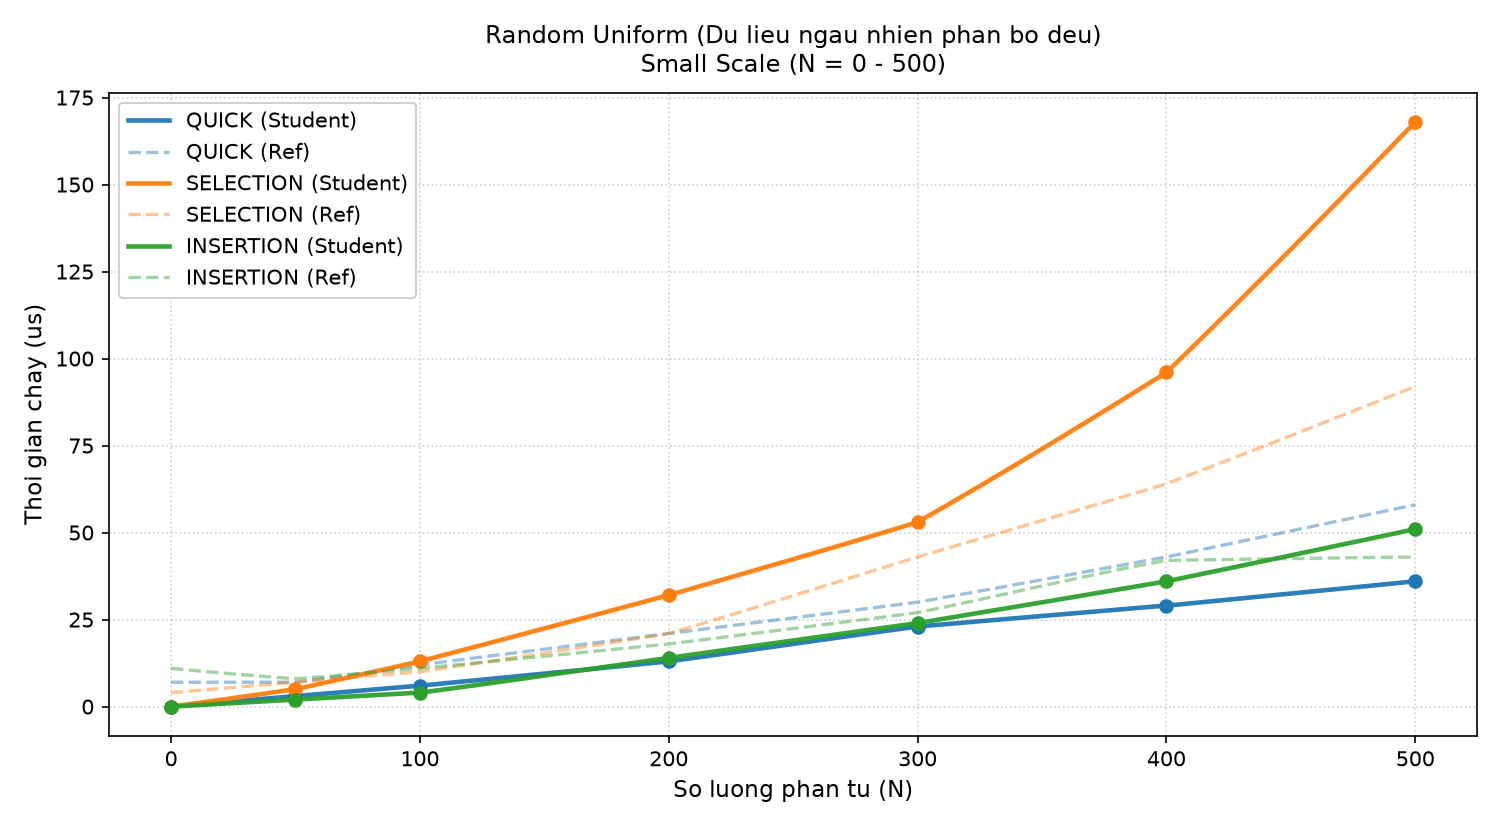 Random Uniform (Du lieu ngau nhien phan bo deu)
Small Scale (N = 0 - 500)
175
150
125
100
75
50
25
0
Thoi gian chay (us)
QUICK (Student)
QUICK (Ref)
SELECTION (Student)
SELECTION (Ref)
INSERTION (Student)
INSERTION (Ref)
0 100 200 300 400 500
So luong phan tu (N)